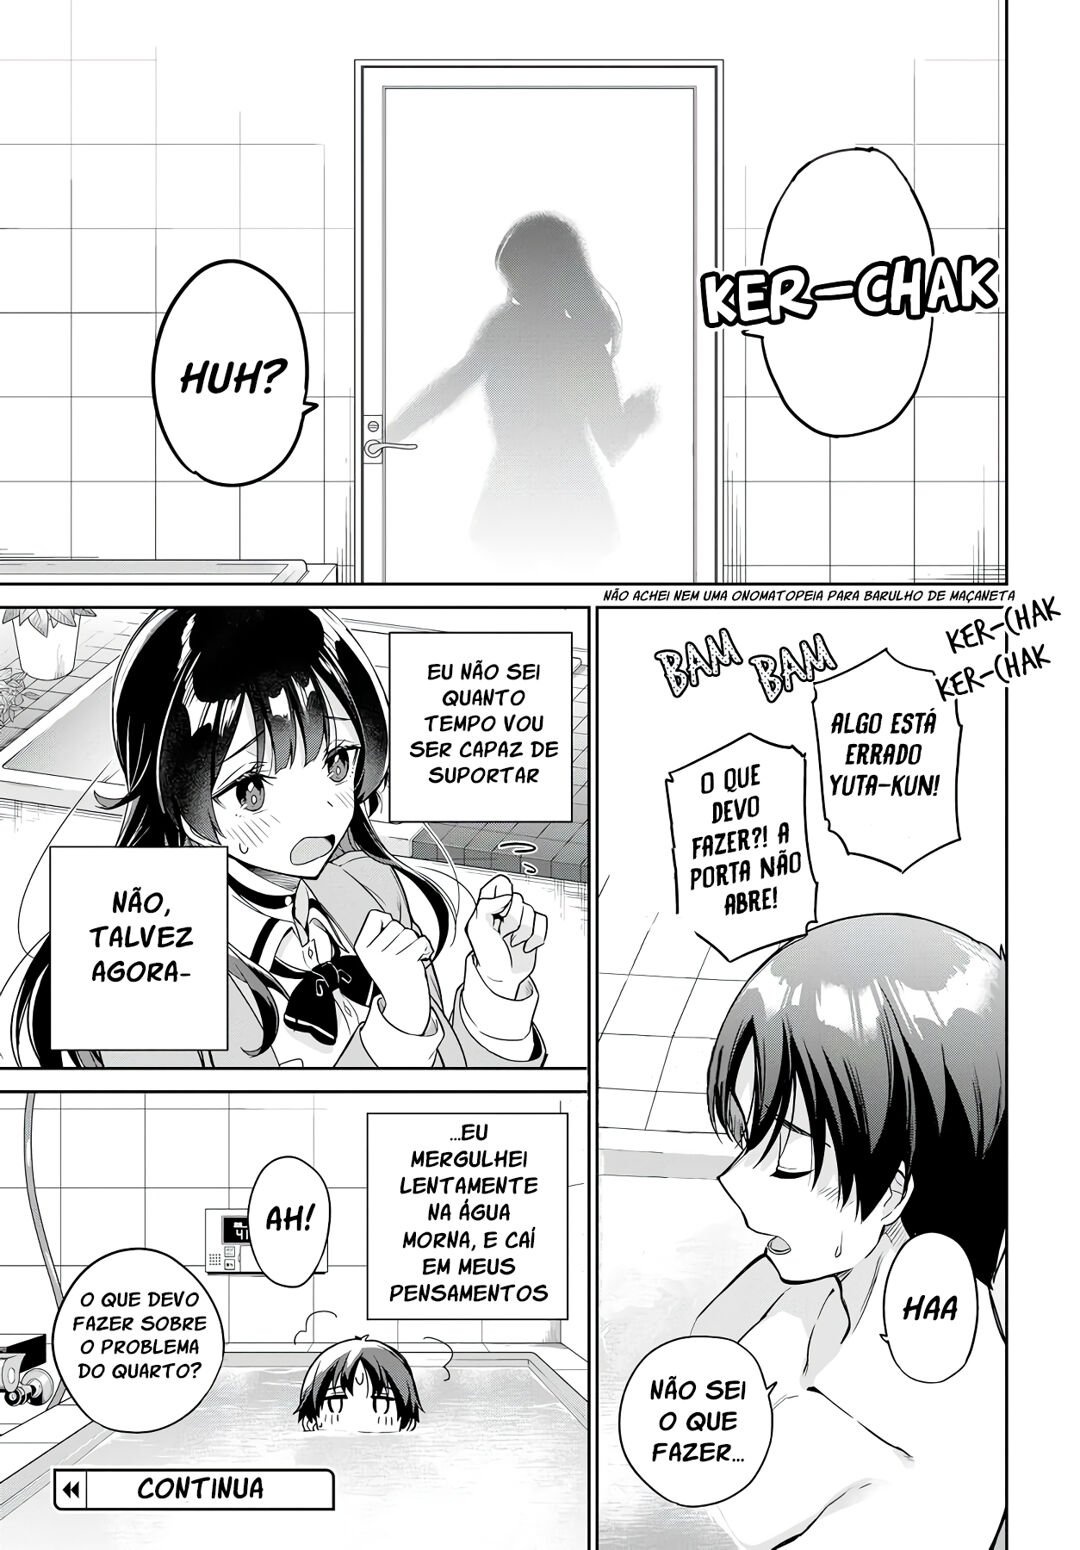 KER-CHAK
HUH?
NÃO ACHEI NEM UMA ONOMATOPEIA PARA BARULHO DE MAÇANETA
KER-CHAK
KER-CHAK
BAM
BAM
ALGO ESTÁ
ERRADO
YUTA-KUN!
O QUE
DEVO
FAZER?! A
PORTA NÃO
ABRE!
HAA
NÃO SEI
O QUE
FAZER...
EU NÃO SEI
QUANTO
TEMPO VOU
SER CAPAZ DE
SUPORTAR
NÃO,
TALVEZ
AGORA-
...EU
MERGULHEI
LENTAMENTE
NA ÁGUA
MORNA, E CAÍ
EM MEUS
PENSAMENTOS
AH!
O QUE DEVO
FAZER SOBRE
O PROBLEMA
DO QUARTO?
CONTINUA